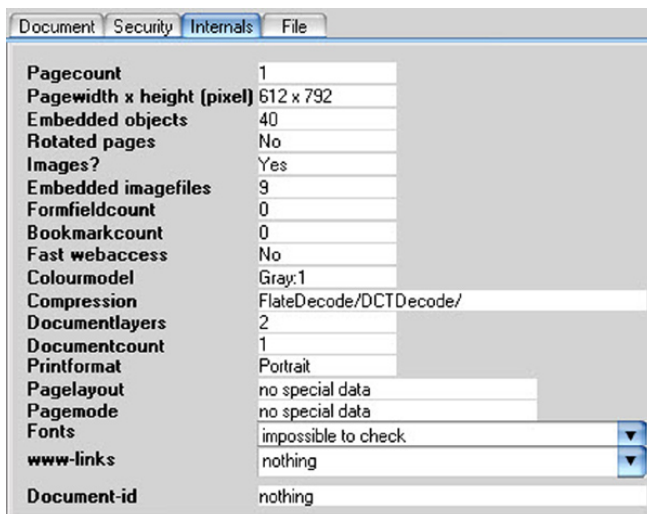 Document Security Internals File
Pagecount 1
Pagewidth x height (pixel) 612 x 792
Embedded objects 40
Rotated pages No
Images? Yes
Embedded imagefiles 9
Formfieldcount 0
Bookmarkcount 0
Fast webaccess No
Colourmodel Gray:1
Compression FlateDecode/DCTDecode/
Documentlayers 2
Documentcount 1
Printformat Portrait
Pagelayout no special data
Pagemode no special data
Fonts impossible to check
www-links nothing
Document-id nothing